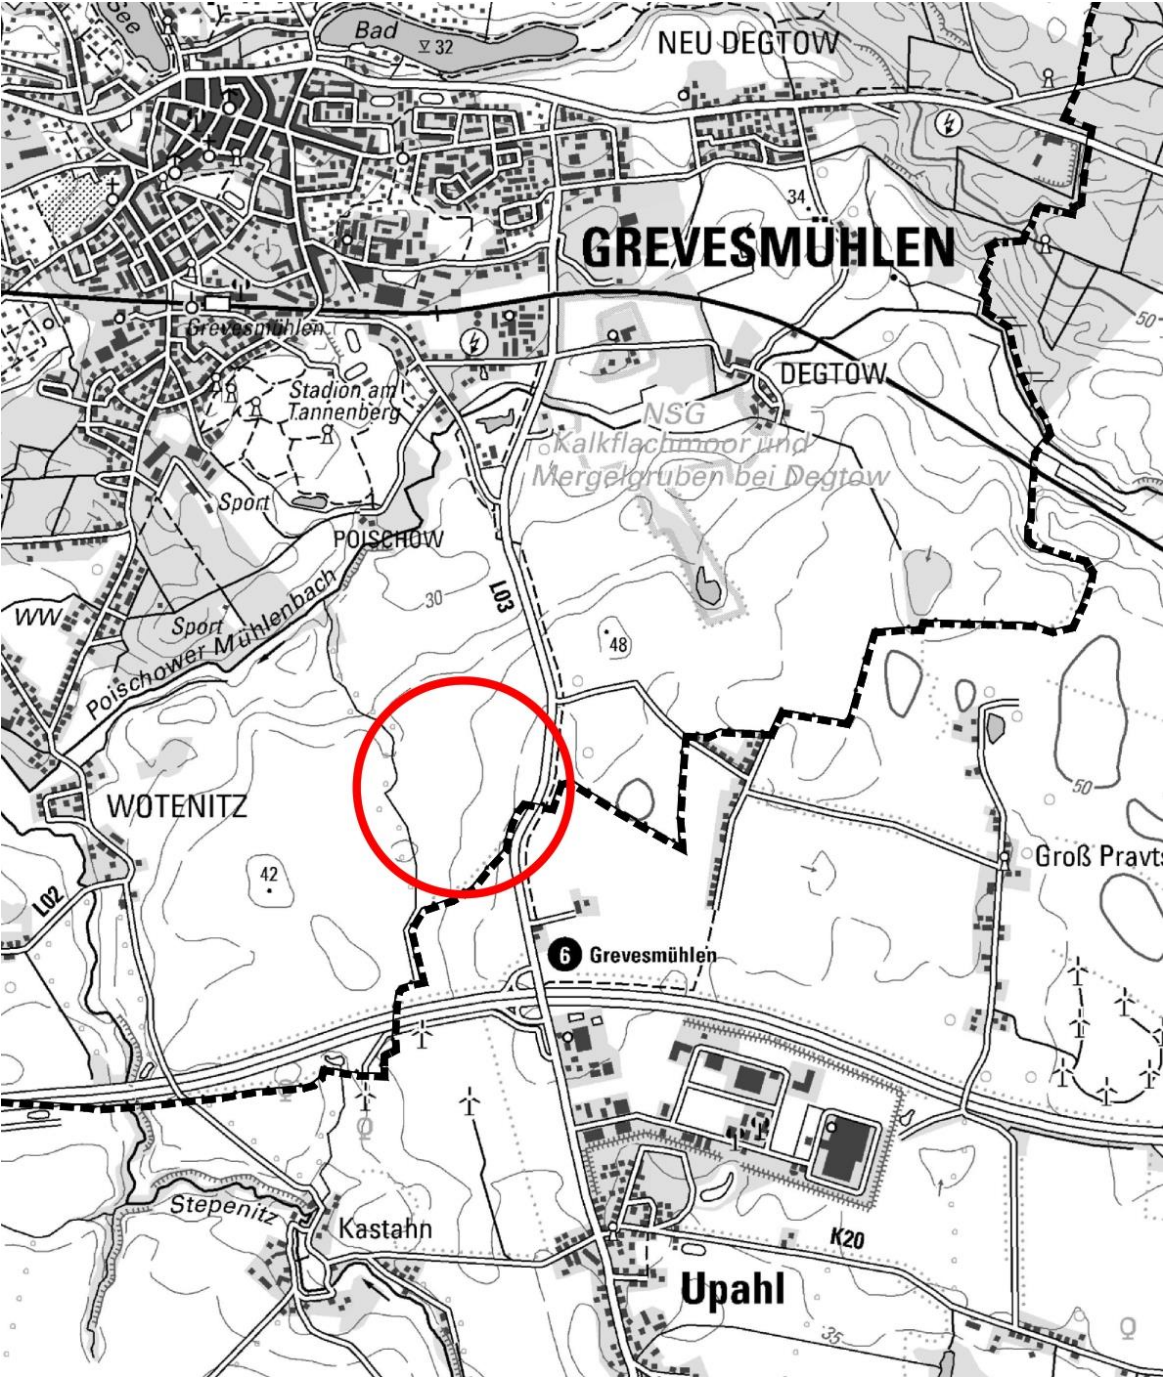 See
Bad
32
NEU DEGTOW
34
GREVESMÜHLEN
50
Grevesmühlen
Stadion am
Tannenberg
DEGTOW
NSG
Kalkflachmoor und
Mergelgruben bei Degtow
Sport
POISCHOW
L03
30
WW
Sport
Poischower Mühlenbach
48
50
WOTENITZ
42
L02
Groß Pravts
6 Grevesmühlen
Stepenitz
Kastahn
K20
Upahl
35